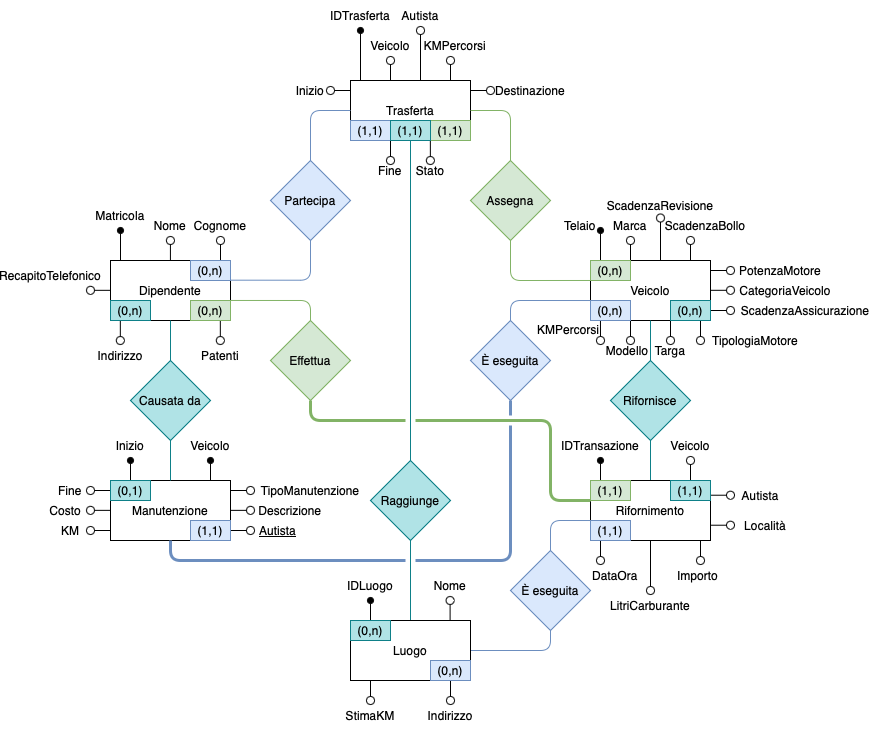 IDTrasferta
Autista
Veicolo
KMPercorsi
Inizio
Destinazione
Trasferta
(1,1)
(1,1)
(1,1)
Fine
Stato
Partecipa
Assegna
ScadenzaRevisione
Matricola
Nome
Cognome
Telaio
Marca
ScadenzaBollo
RecapitoTelefonico
(0,n)
Dipendente
(0,n)
(0,n)
Indirizzo
Patenti
(0,n)
Veicolo
(0,n)
(0,n)
PotenzaMotore
CategoriaVeicolo
ScadenzaAssicurazione
KMPercorsi
Modello
Targa
TipologiaMotore
Effettua
È eseguita
Causata da
Rifornisce
Inizio
Veicolo
IDTransazione
Veicolo
Fine
Costo
KM
(0,1)
Manutenzione
(1,1)
TipoManutenzione
Descrizione
Autista
Raggiunge
(1,1)
(1,1)
Rifornimento
(1,1)
Autista
Località
DataOra
Importo
LitriCarburante
È eseguita
IDLuogo
Nome
(0,n)
Luogo
(0,n)
StimaKM
Indirizzo